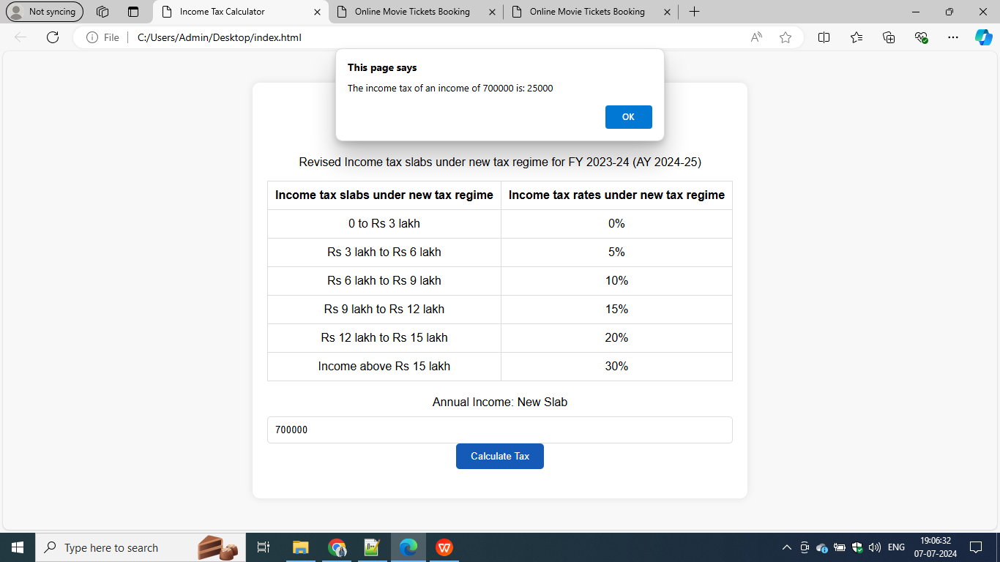 Not syncing
Income Tax Calculator
Online Movie Tickets Booking
Online Movie Tickets Booking
File
C:/Users/Admin/Desktop/index.html
This page says
The income tax of an income of 700000 is: 25000
OK
Revised Income tax slabs under new tax regime for FY 2023-24 (AY 2024-25)
Income tax slabs under new tax regime Income tax rates under new tax regime
0 to Rs 3 lakh 0%
Rs 3 lakh to Rs 6 lakh 5%
Rs 6 lakh to Rs 9 lakh 10%
Rs 9 lakh to Rs 12 lakh 15%
Rs 12 lakh to Rs 15 lakh 20%
Income above Rs 15 lakh 30%
Annual Income: New Slab
700000
Calculate Tax
Type here to search
ENG
19:06:32
07-07-2024